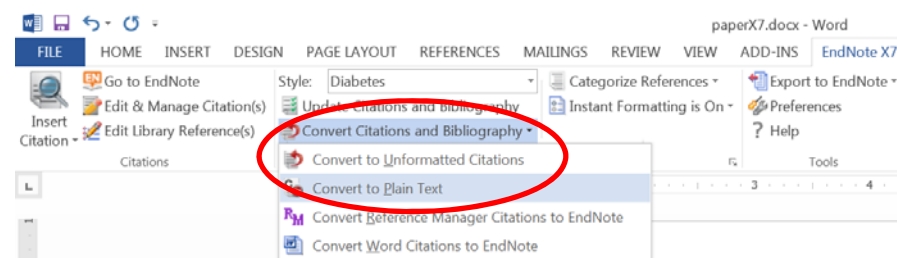 paperX7.docx - Word
FILE HOME INSERT DESIGN PAGE LAYOUT REFERENCES MAILINGS REVIEW VIEW ADD-INS EndNote X7
Go to EndNote Style: Diabetes Categorize References Export to EndNote
Edit & Manage Citation(s) Update Citations and Bibliography Instant Formatting is On Preferences
Insert Citation Edit Library Reference(s) Convert Citations and Bibliography ? Help
Citations Tools
Convert to Unformatted Citations
Convert to Plain Text 3 4
Convert Reference Manager Citations to EndNote
Convert Word Citations to EndNote